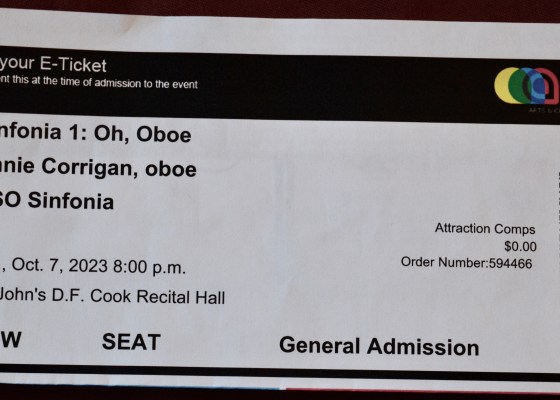 your E-Ticket
nt this at the time of admission to the event
nfonia 1: Oh, Oboe
nnie Corrigan, oboe
SO Sinfonia
Attraction Comps
$0.00
Order Number:594466
., Oct. 7, 2023 8:00 p.m.
John's D.F. Cook Recital Hall
W SEAT General Admission